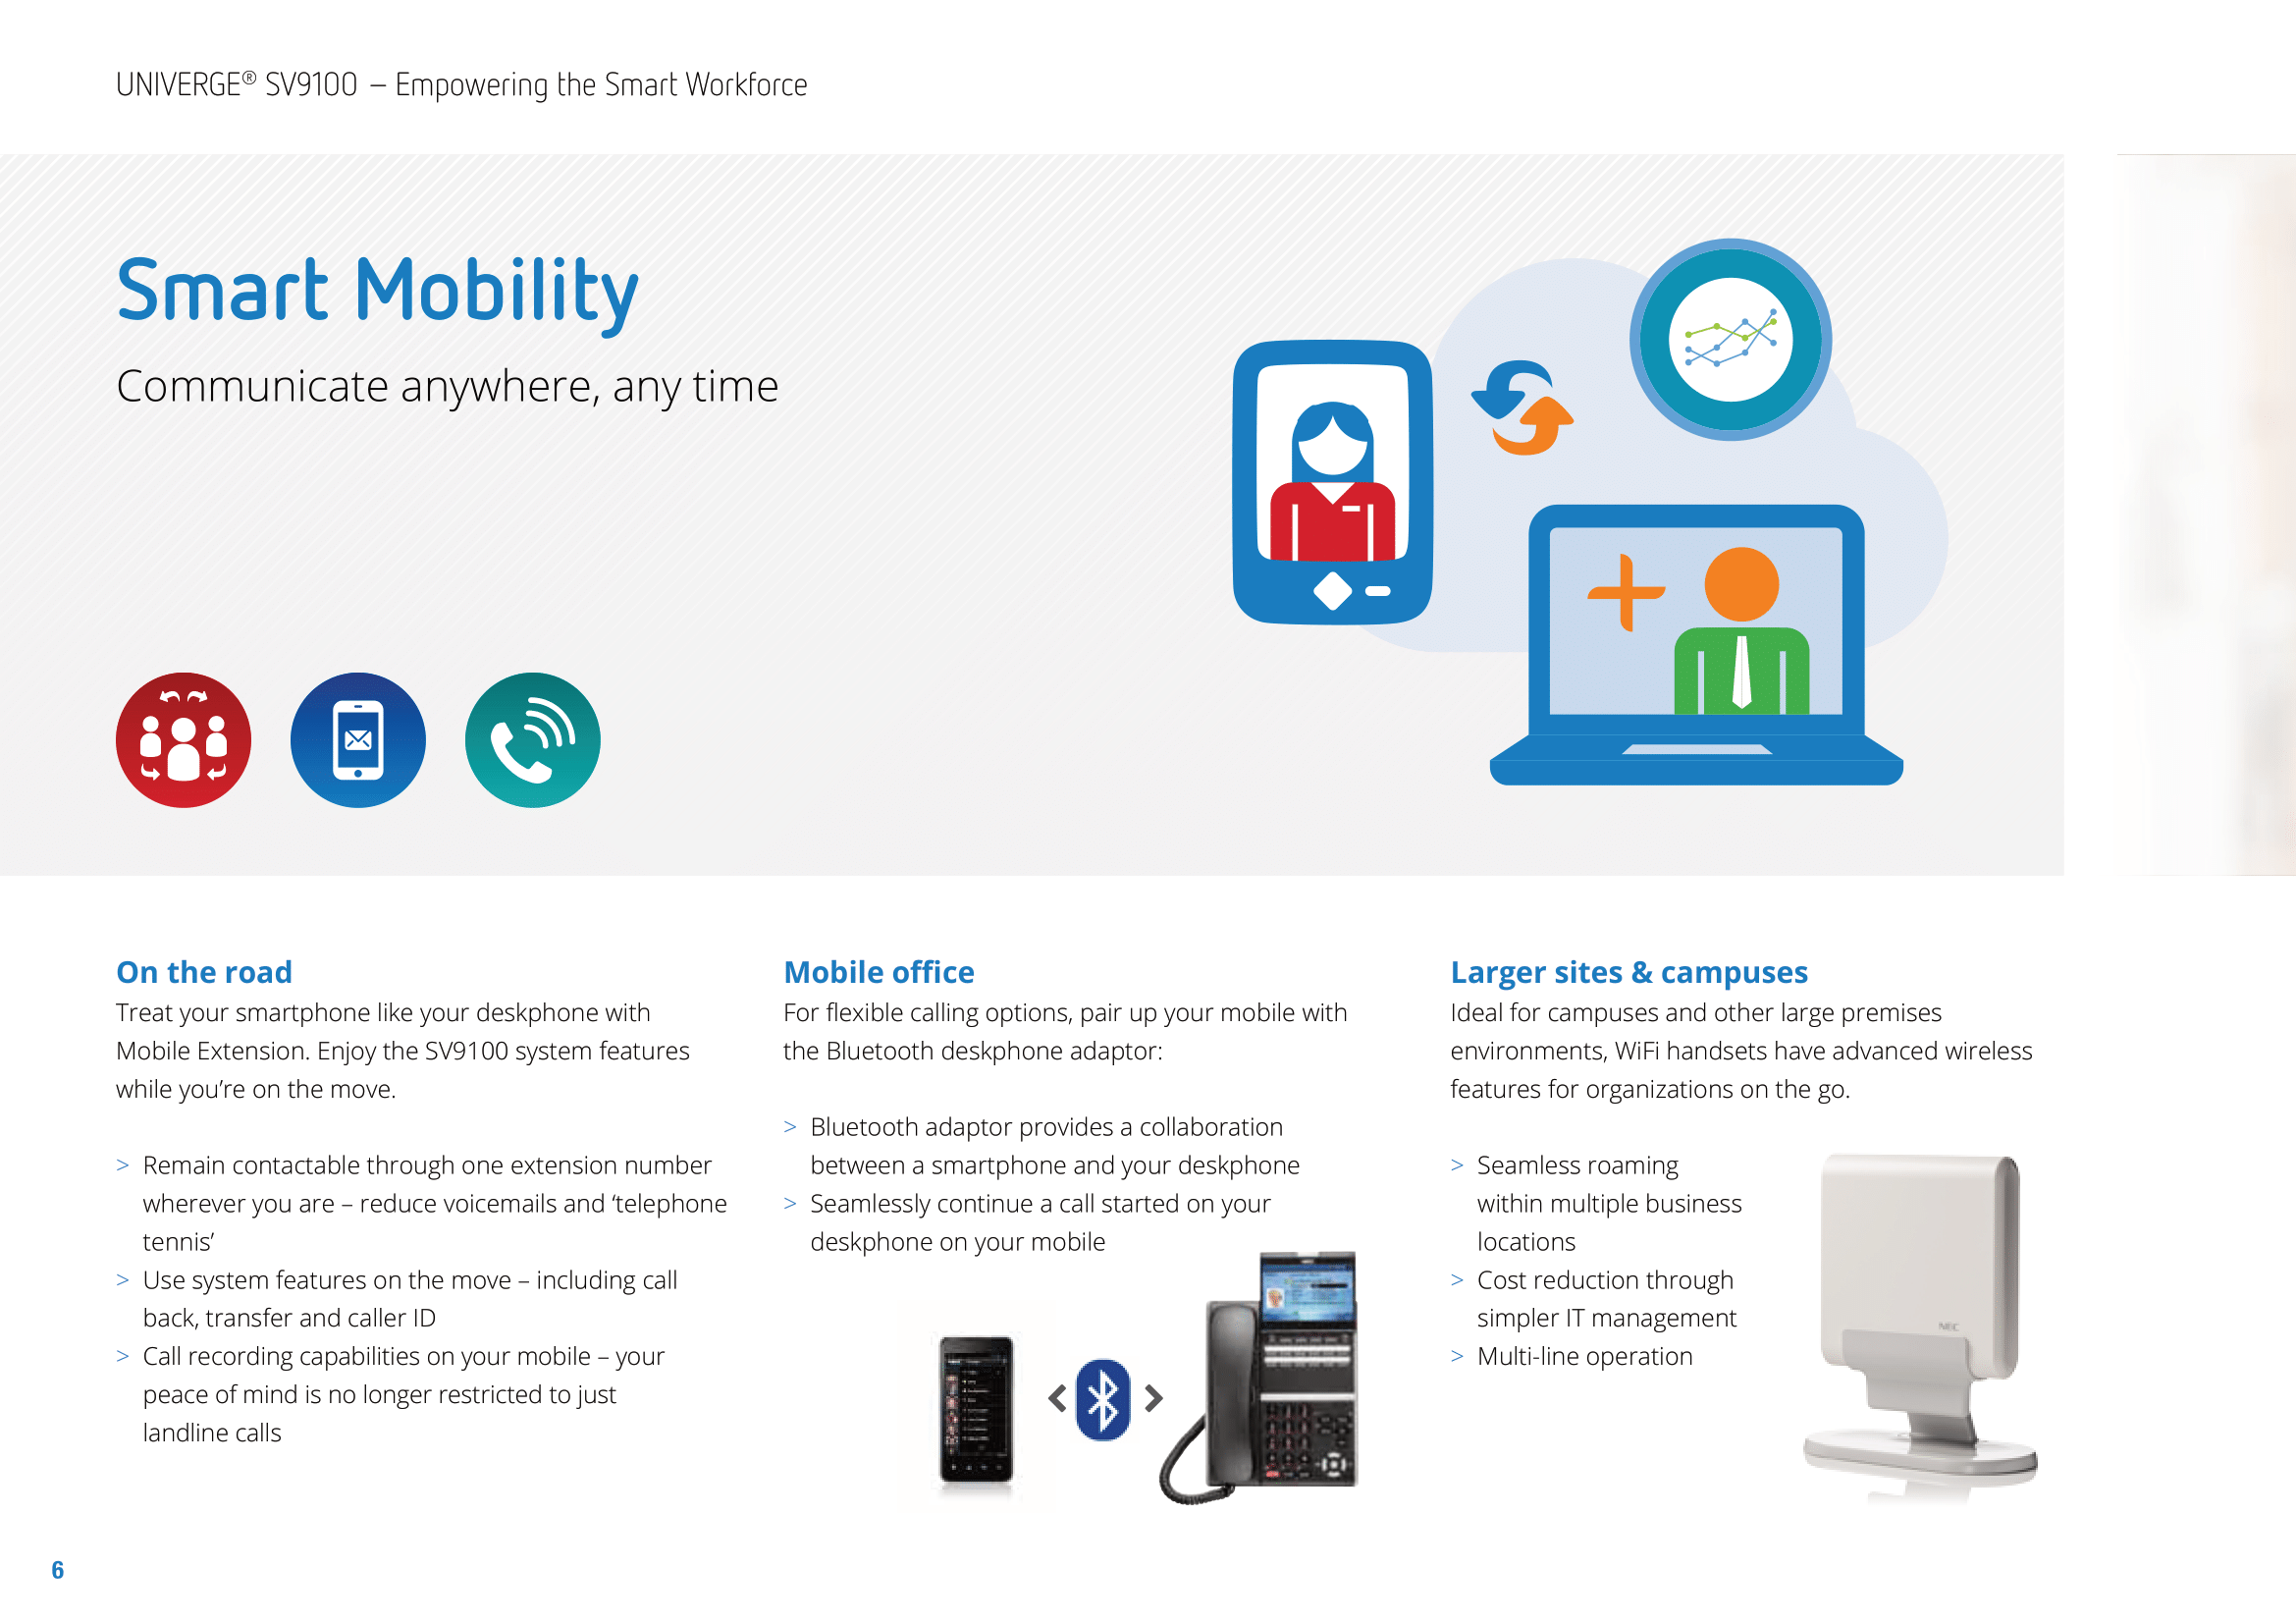 UNIVERGE® SV9100 – Empowering the Smart Workforce
Smart Mobility
Communicate anywhere, any time
On the road
Treat your smartphone like your deskphone with
Mobile Extension. Enjoy the SV9100 system features
while you’re on the move.
> Remain contactable through one extension number
wherever you are – reduce voicemails and ‘telephone
tennis’
> Use system features on the move – including call
back, transfer and caller ID
> Call recording capabilities on your mobile – your
peace of mind is no longer restricted to just
landline calls
Mobile office
For flexible calling options, pair up your mobile with
the Bluetooth deskphone adaptor:
> Bluetooth adaptor provides a collaboration
between a smartphone and your deskphone
> Seamlessly continue a call started on your
deskphone on your mobile
Larger sites & campuses
Ideal for campuses and other large premises
environments, WiFi handsets have advanced wireless
features for organizations on the go.
> Seamless roaming
within multiple business
locations
> Cost reduction through
simpler IT management
> Multi-line operation
NEC
6